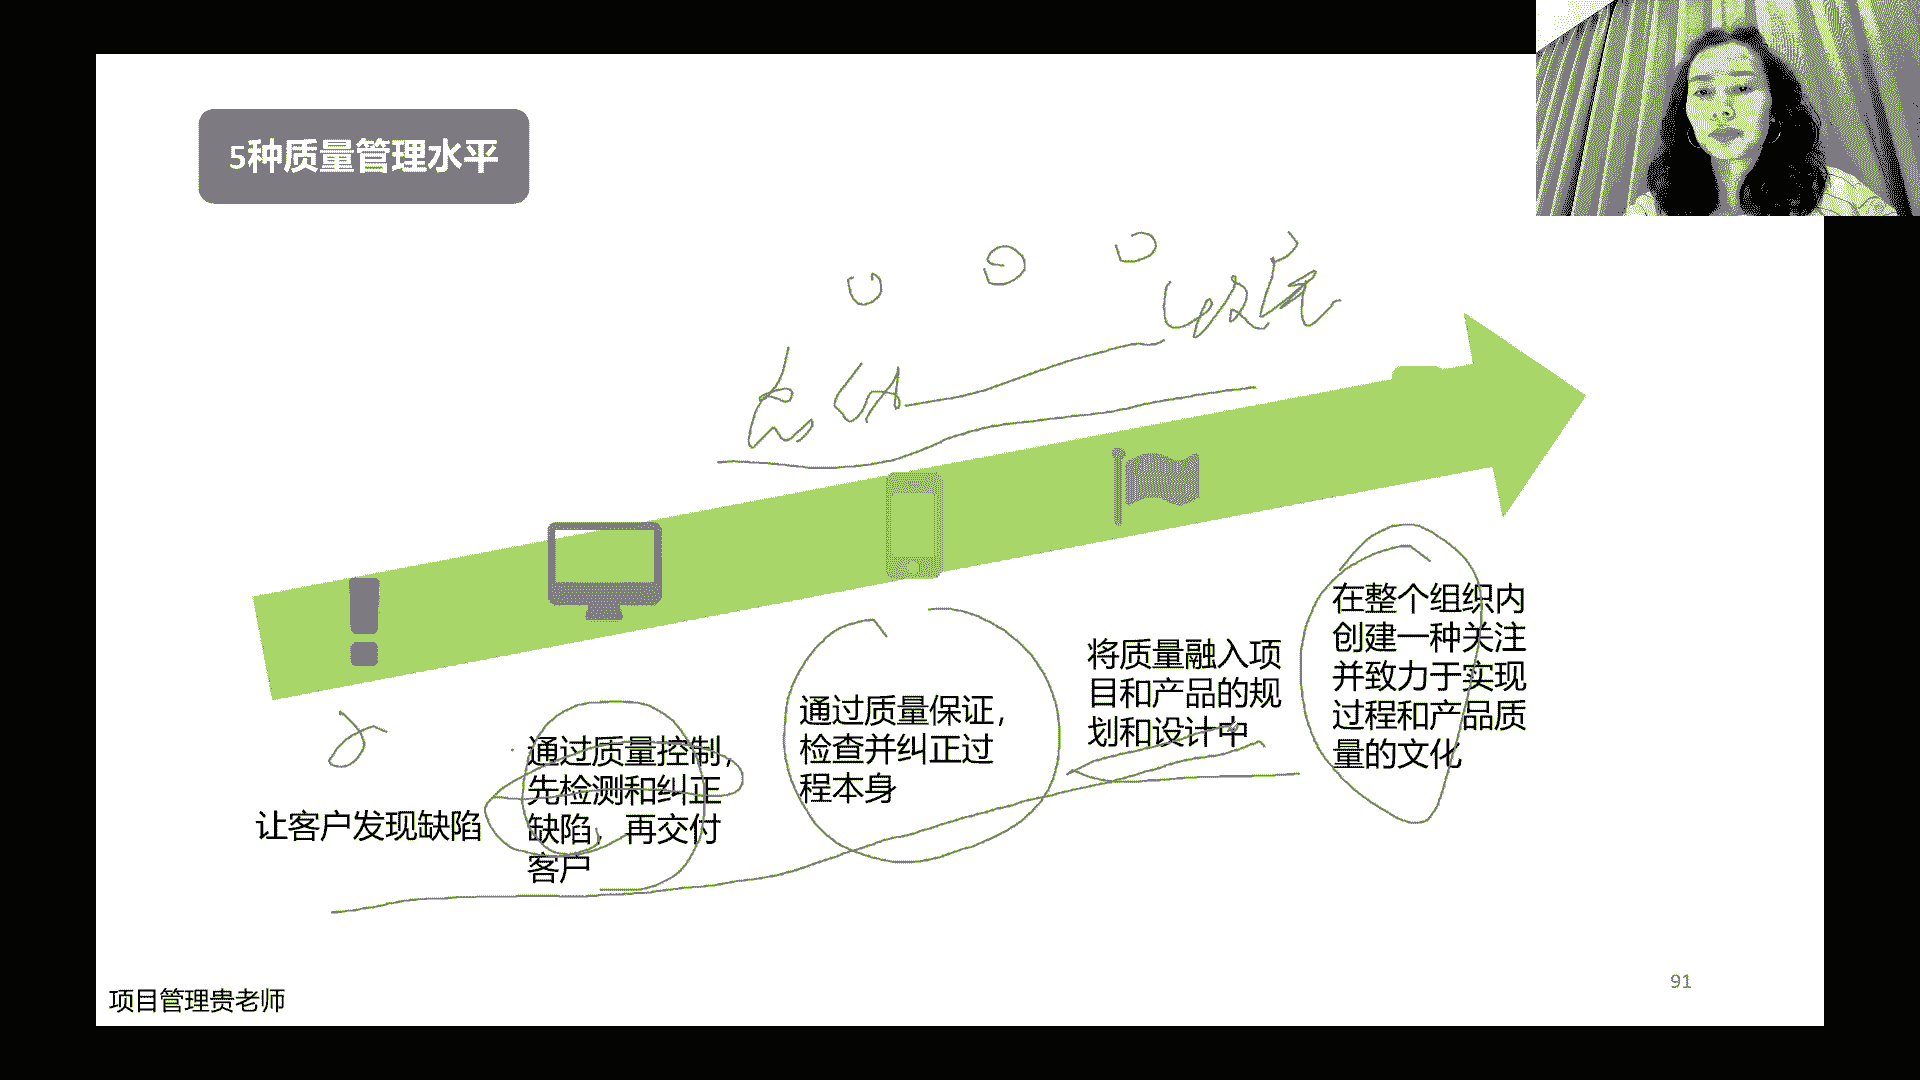 5种质量管理水平
让客户发现缺陷
通过质量控制，
先检测和纠正
缺陷，再交付
客户
通过质量保证，
检查并纠正过
程本身
将质量融入项
目和产品的规
划和设计中
在整个组织内
创建一种关注
并致力于实现
过程和产品质
量的文化
项目管理贵老师
91